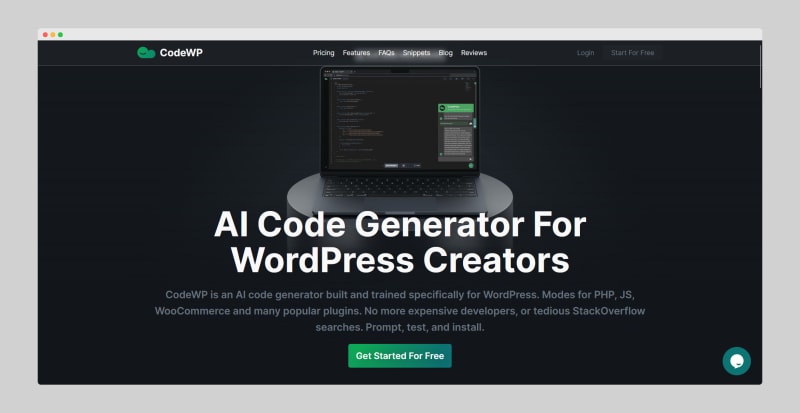 CodeWP
Pricing Features FAQs Snippets Blog Reviews
Login Start For Free
AI Code Generator For
WordPress Creators
CodeWP is an AI code generator built and trained specifically for WordPress. Modes for PHP, JS,
WooCommerce and many popular plugins. No more expensive developers, or tedious StackOverflow
searches. Prompt, test, and install.
Get Started For Free